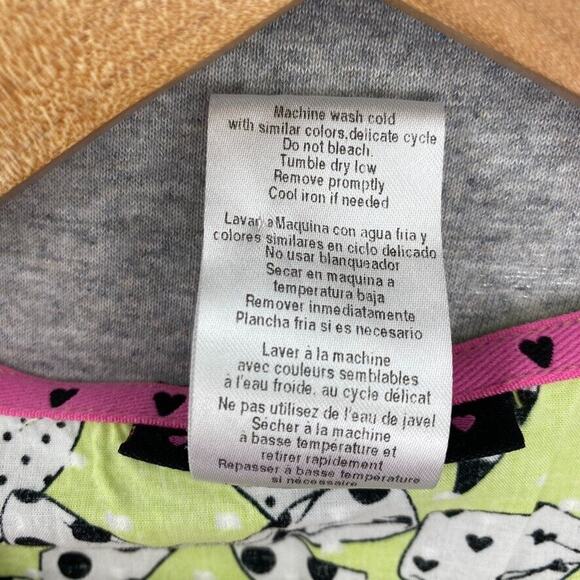 Machine wash cold
with similar colors.delicate cycle
Do not bleach.
Tumble dry low
Remove promptly
Cool iron if needed
Lavar a Maquina con agua fria y
colores similares en ciclo delicado
No usar blanqueador
Secar en maquina a
temperatura baja
Remover inmediatamente
Plancha fria si es necesario
Laver à la machine
avec couleurs semblables
à l'eau froide. au cycle délicat
Ne pas utilisez de l'eau de javel
Sècher à la machine
a basse temperature et
retirer rapidement
Repasser a basse température
si nécessaire